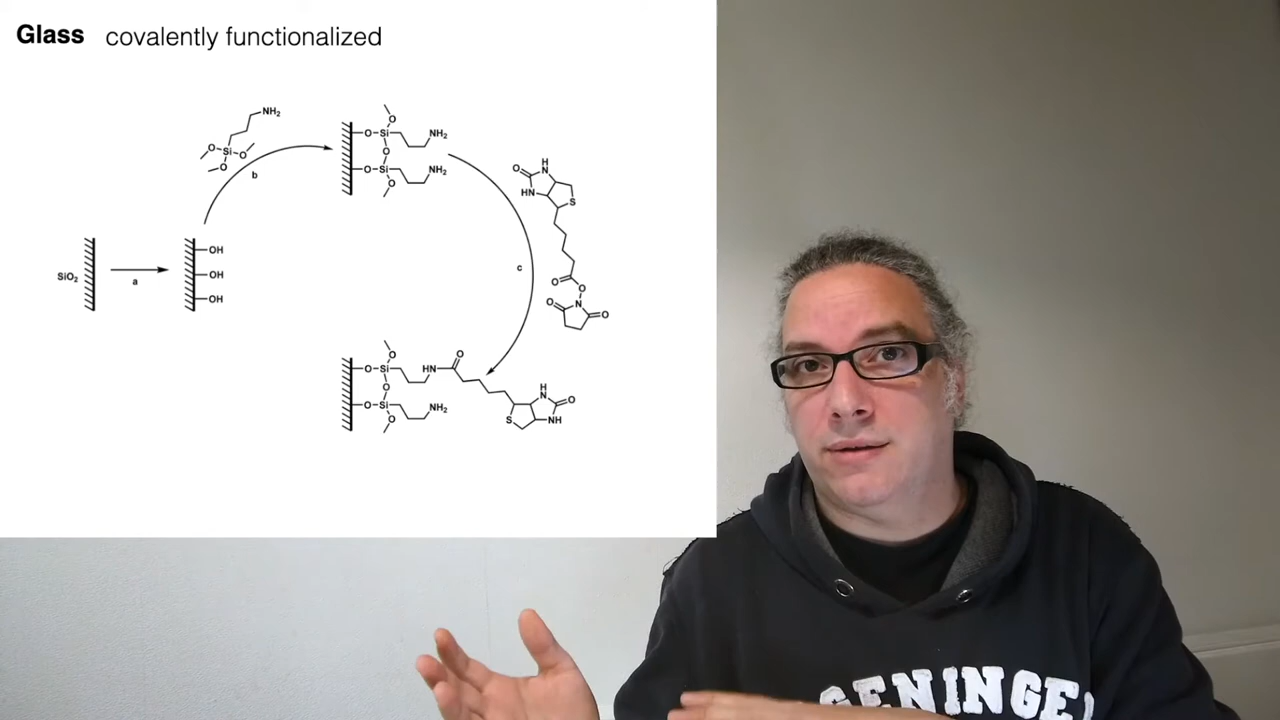 Glass covalently functionalized
NH2
O
Si
O
O
b
O
O Si NH2
O
O Si NH2
O
O
H
N
HN
S
c
O
O
N
O
O
SiO2
a
OH
OH
OH
O
O Si HN
O
O
O Si NH2
O
H
N
O
S
NH
GENINGE